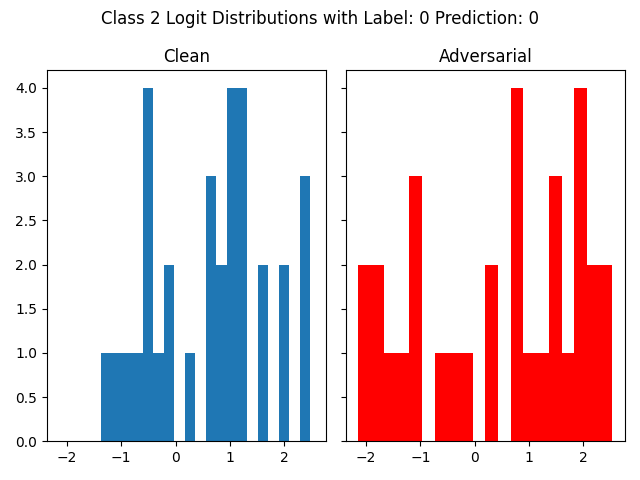 Class 2 Logit Distributions with Label: 0 Prediction: 0
Clean
Adversarial
4.0
3.5
3.0
2.5
2.0
1.5
1.0
0.5
0.0
−2 −1 0 1 2
−2 −1 0 1 2